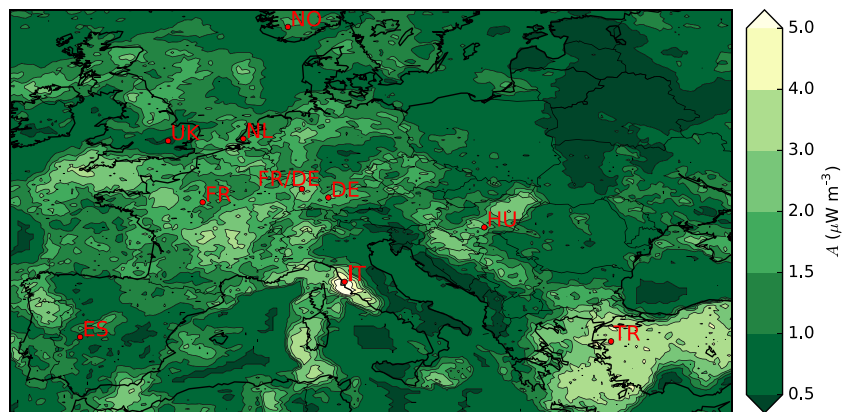 NO
UK
NL
FR/DE
FR
DE
HU
IT
ES
TR
5.0
4.0
3.0
2.0
1.5
1.0
0.5
A (μW m⁻³)